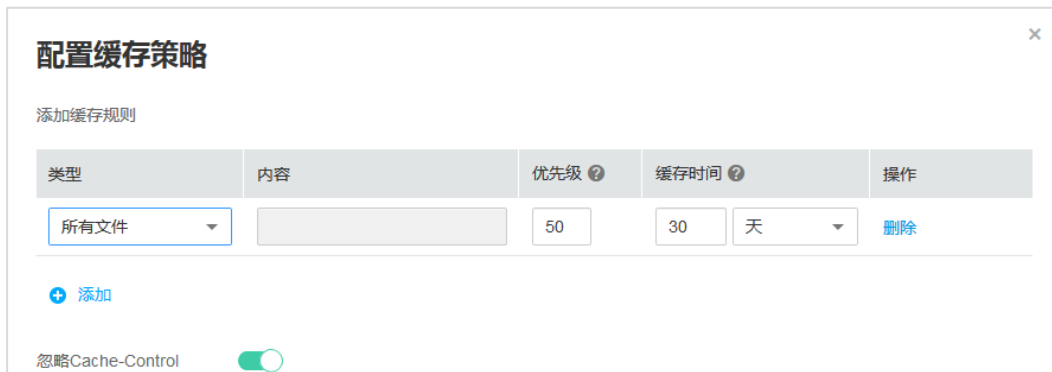 配置缓存策略
添加缓存规则
类型 内容 优先级 缓存时间 操作
所有文件 50 30 天 删除
添加
忽略Cache-Control